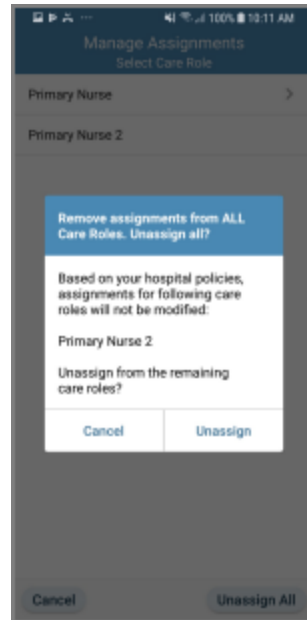 100% 10:11 AM
Manage Assignments
Select Care Role
Primary Nurse
Primary Nurse 2
Remove assignments from ALL
Care Roles. Unassign all?
Based on your hospital policies,
assignments for following care
roles will not be modified:
Primary Nurse 2
Unassign from the remaining
care roles?
Cancel Unassign
Cancel Unassign All